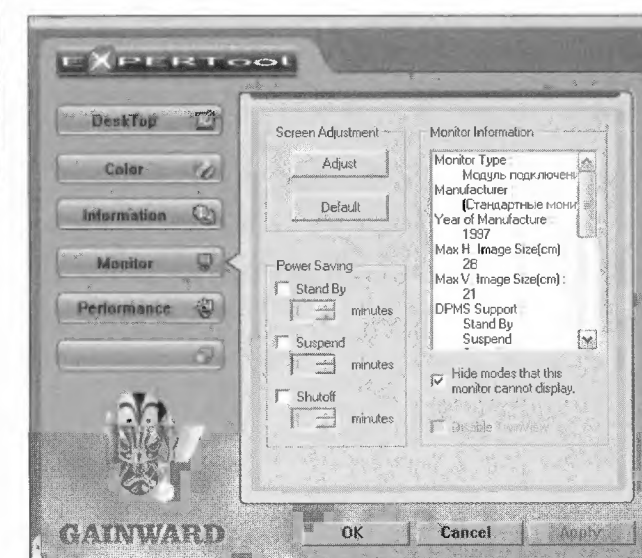 EXPERTool
DeskTop
Color
Information
Monitor
Performance
Screen Adjustment
Adjust
Default
Power Saving
Stand By
1 minutes
Suspend
1 minutes
Shutoff
1 minutes
Monitor Information
Monitor Type :
Модуль подключени
Manufacturer :
(Стандартные мони
Year of Manufacture
1997
Max H. Image Size(cm)
28
Max V. Image Size(cm) :
21
DPMS Support :
Stand By
Suspend
Hide modes that this
monitor cannot display.
Disable TwinView
GAINWARD
OK
Cancel
Apply